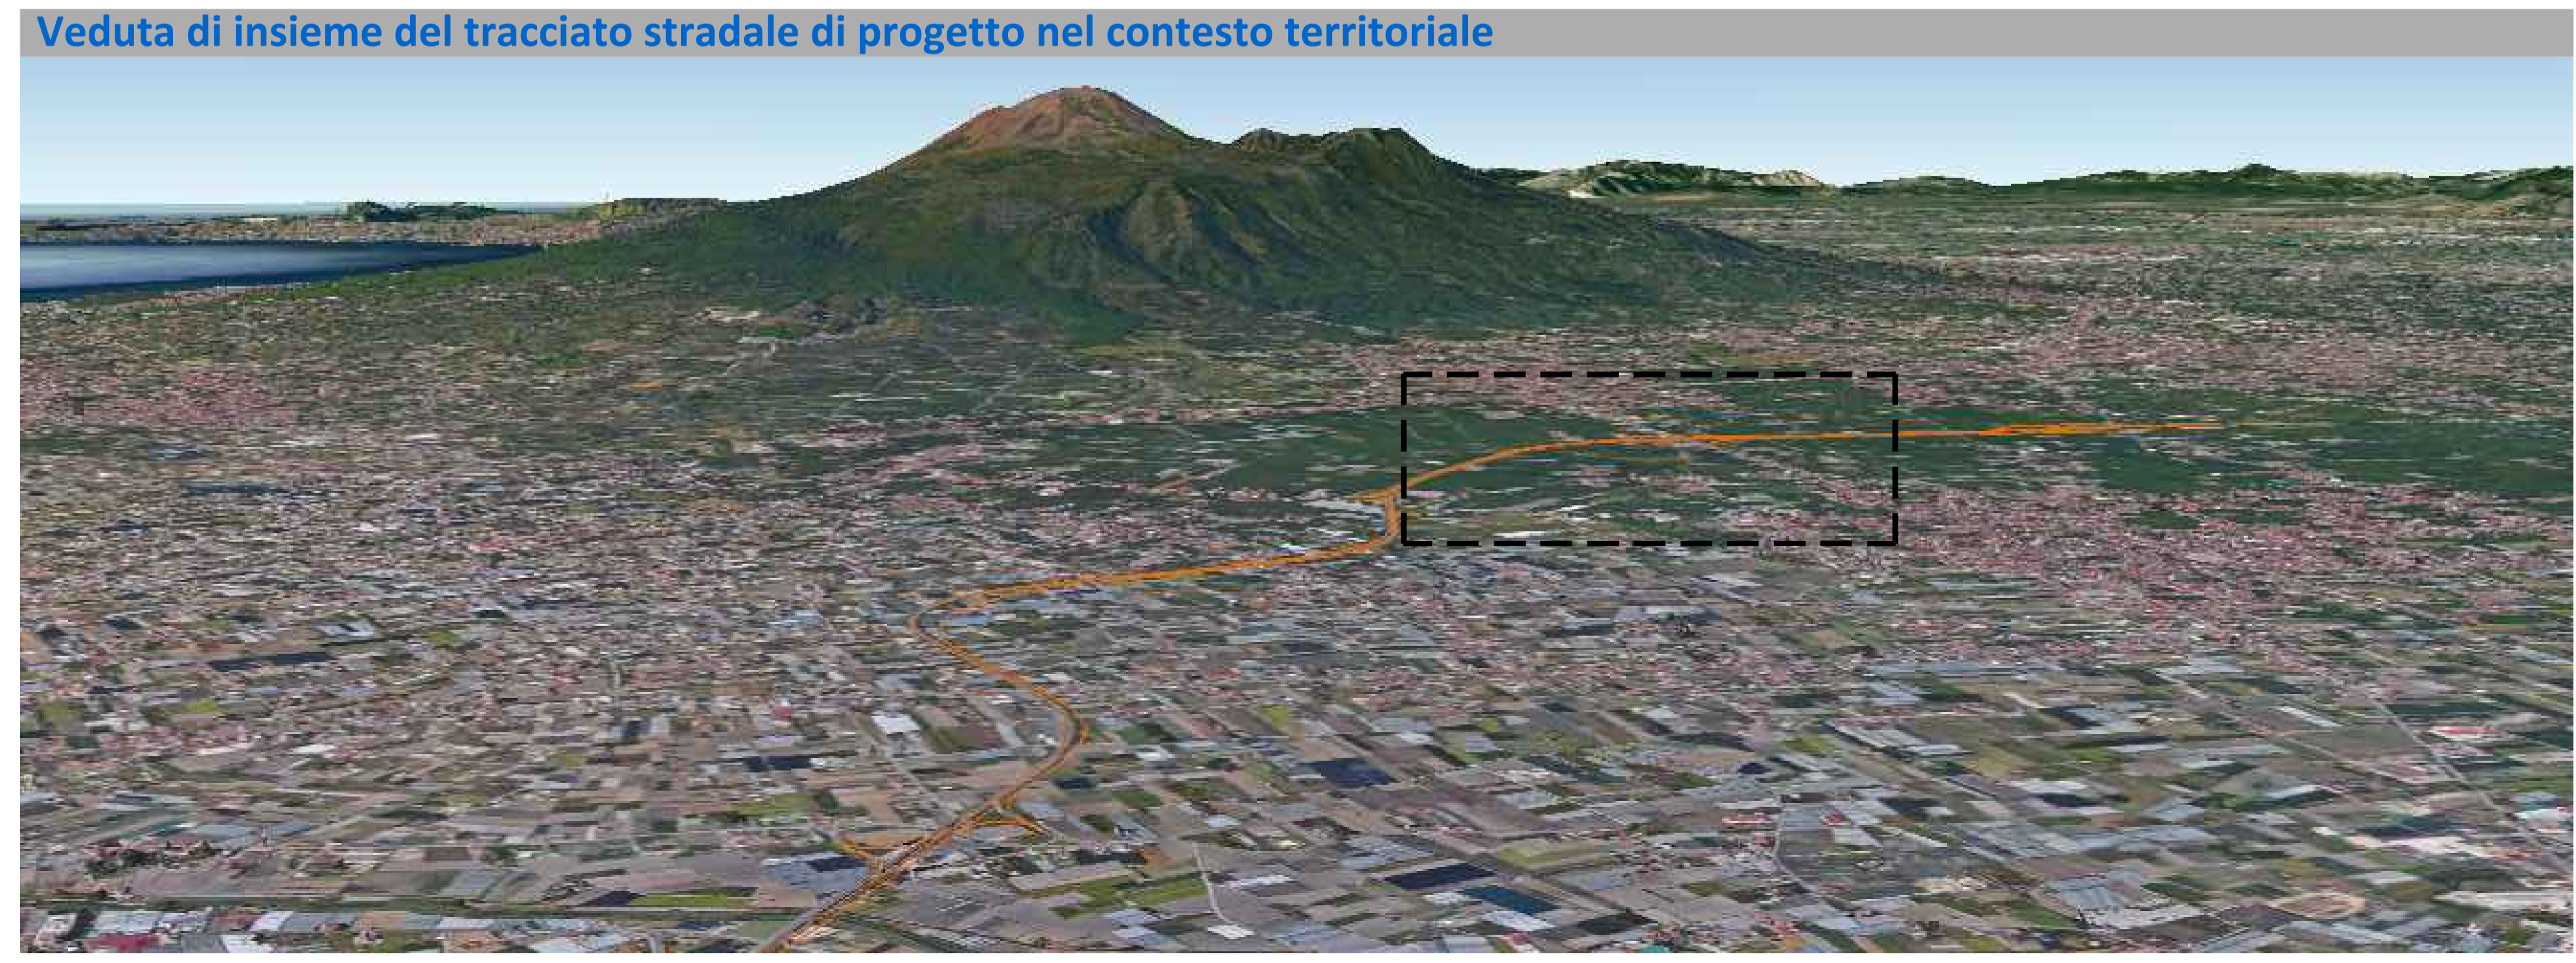 Veduta di insieme del tracciato stradale di progetto nel contesto territoriale